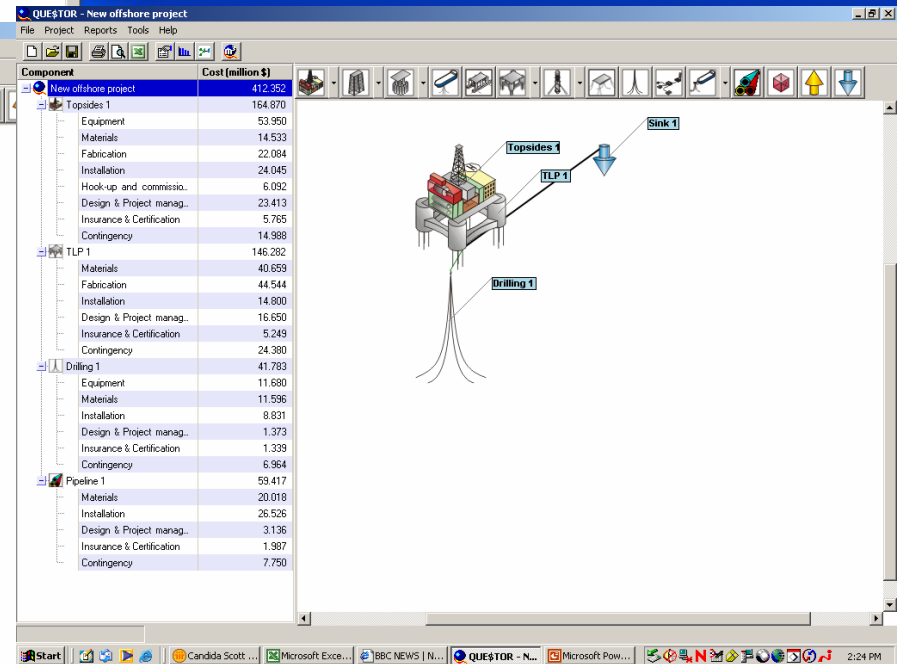 QUE$TOR - New offshore project
File Project Reports Tools Help
Component Cost (million $)
New offshore project 412.352
Topsides 1 164.870
Equipment 53.950
Materials 14.533
Fabrication 22.084
Installation 24.045
Hook-up and commissio.. 6.092
Design & Project manag.. 23.413
Insurance & Certification 5.765
Contingency 14.988
TLP 1 146.282
Materials 40.659
Fabrication 44.544
Installation 14.800
Design & Project manag.. 16.650
Insurance & Certification 5.249
Contingency 24.380
Drilling 1 41.783
Equipment 11.680
Materials 11.596
Installation 8.831
Design & Project manag.. 1.373
Insurance & Certification 1.339
Contingency 6.964
Pipeline 1 59.417
Materials 20.018
Installation 26.526
Design & Project manag.. 3.136
Insurance & Certification 1.987
Contingency 7.750
Sink 1
Topsides 1
TLP 1
Drilling 1
Start Candida Scott ... Microsoft Exce... BBC NEWS | N... QUE$TOR - N... Microsoft Pow... 2:24 PM